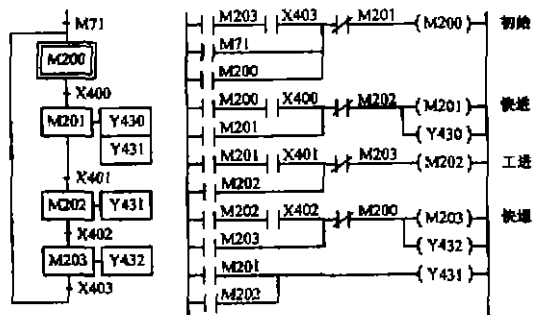 M71
M200
X400
M201 Y430
Y431
X401
M202 Y431
X402
M203 Y432
X403
M203 X403 M201 M200 初始
M71
M200
M200 X400 M202 M201 快进
M201 Y430
M201 X401 M203 M202 工进
M202
M202 X402 M200 M203 快退
M203 Y432
M201 Y431
M202